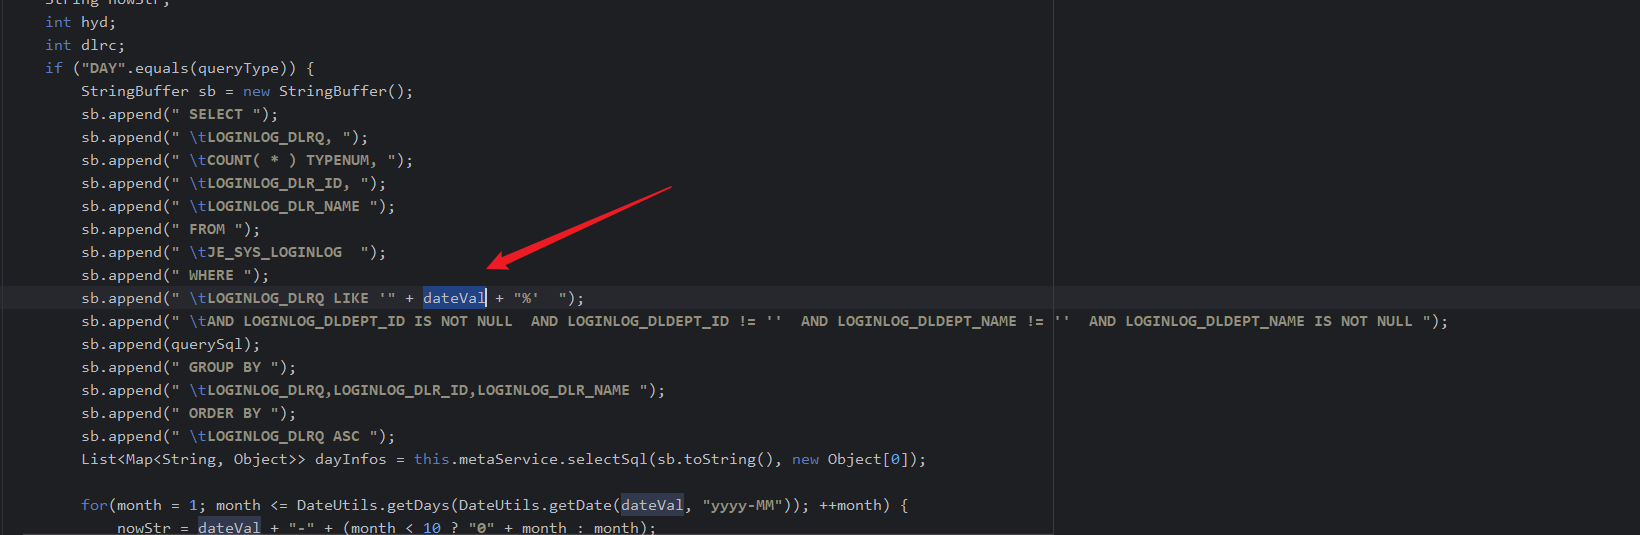 String nowStr;
int hyd;
int dlrc;
if ("DAY".equals(queryType)) {
StringBuffer sb = new StringBuffer();
sb.append(" SELECT ");
sb.append(" \tLOGINLOG_DLRQ, ");
sb.append(" \tCOUNT( * ) TYPENUM, ");
sb.append(" \tLOGINLOG_DLR_ID, ");
sb.append(" \tLOGINLOG_DLR_NAME ");
sb.append(" FROM ");
sb.append(" \tJE_SYS_LOGINLOG  ");
sb.append(" WHERE ");
sb.append(" \tLOGINLOG_DLRQ LIKE '" + dateVal + "%'  ");
sb.append(" \tAND LOGINLOG_DLDEPT_ID IS NOT NULL  AND LOGINLOG_DLDEPT_ID != ''  AND LOGINLOG_DLDEPT_NAME != ''  AND LOGINLOG_DLDEPT_NAME IS NOT NULL ");
sb.append(querySql);
sb.append(" GROUP BY ");
sb.append(" \tLOGINLOG_DLRQ,LOGINLOG_DLR_ID,LOGINLOG_DLR_NAME ");
sb.append(" ORDER BY ");
sb.append(" \tLOGINLOG_DLRQ ASC ");
List<Map<String, Object>> dayInfos = this.metaService.selectSql(sb.toString(), new Object[0]);
for(month = 1; month <= DateUtils.getDays(DateUtils.getDate(dateVal, "yyyy-MM")); ++month) {
nowStr = dateVal + "-" + (month < 10 ? "0" + month : month);